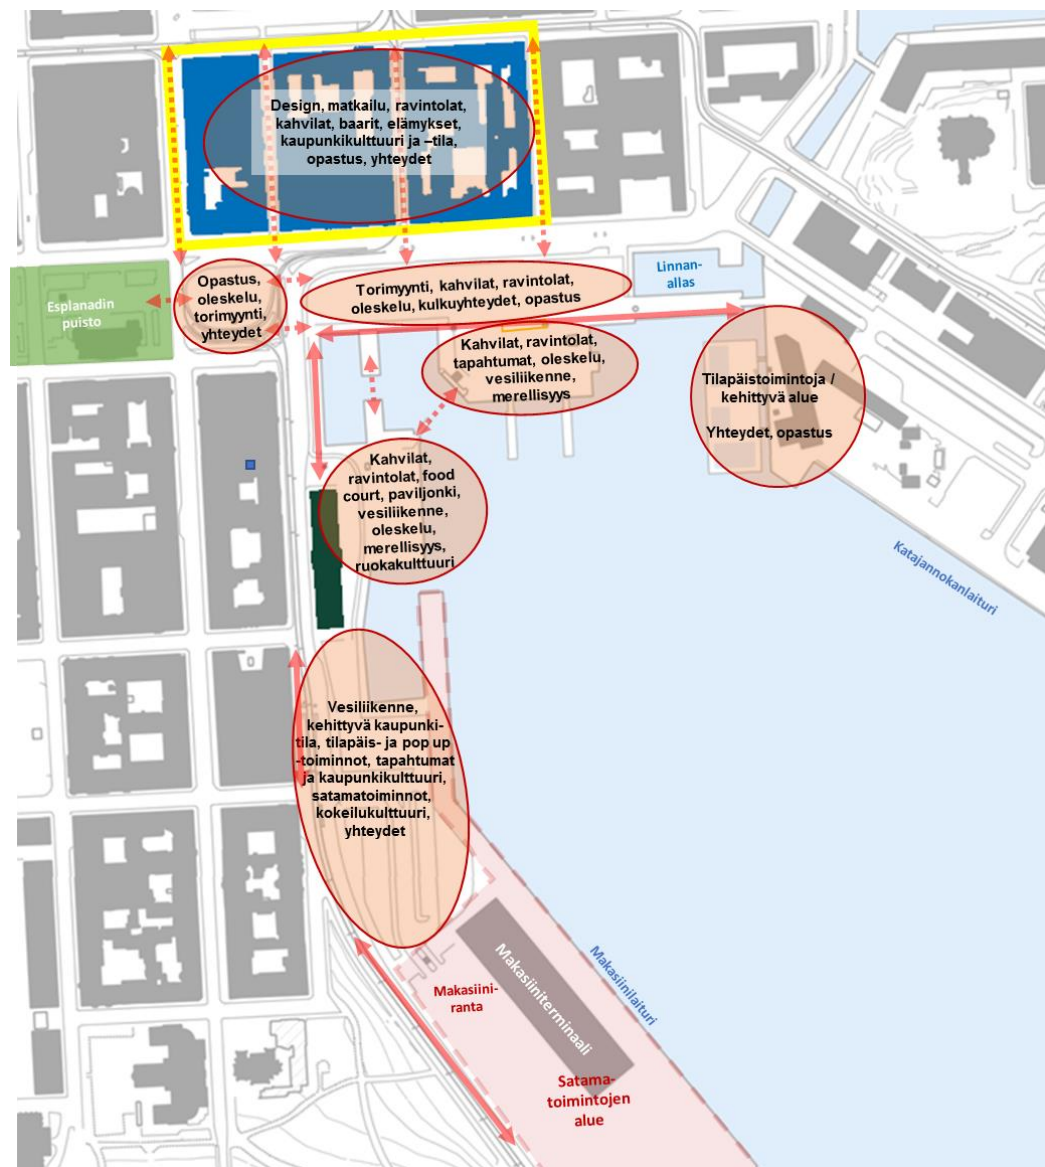 Design, matkailu, ravintolat,
kahvilat, baarit, elämykset,
kaupunkikulttuuri ja –tila,
opastus, yhteydet
Esplanadin
puisto
Opastus,
oleskelu,
torimyynti,
yhteydet
Torimyynti, kahvilat, ravintolat,
oleskelu, kulkuyhteydet, opastus
Linnan-
allas
Kahvilat, ravintolat,
tapahtumat, oleskelu,
vesiliikenne,
merellisyys
Tilapäistoimintoja /
kehittyvä alue
Yhteydet, opastus
Kahvilat,
ravintolat, food
court, paviljonki,
vesiliikenne,
oleskelu,
merellisyys,
ruokakulttuuri
Katajannokanlaituri
Vesiliikenne,
kehittyvä kaupunki-
tila, tilapäis- ja pop up
-toiminnot, tapahtumat
ja kaupunkikulttuuri,
satamatoiminnot,
kokeilukulttuuri,
yhteydet
Makasiini-
ranta
Makasiiniterminaali
Makasiinilaituri
Satama-
toimintojen
alue